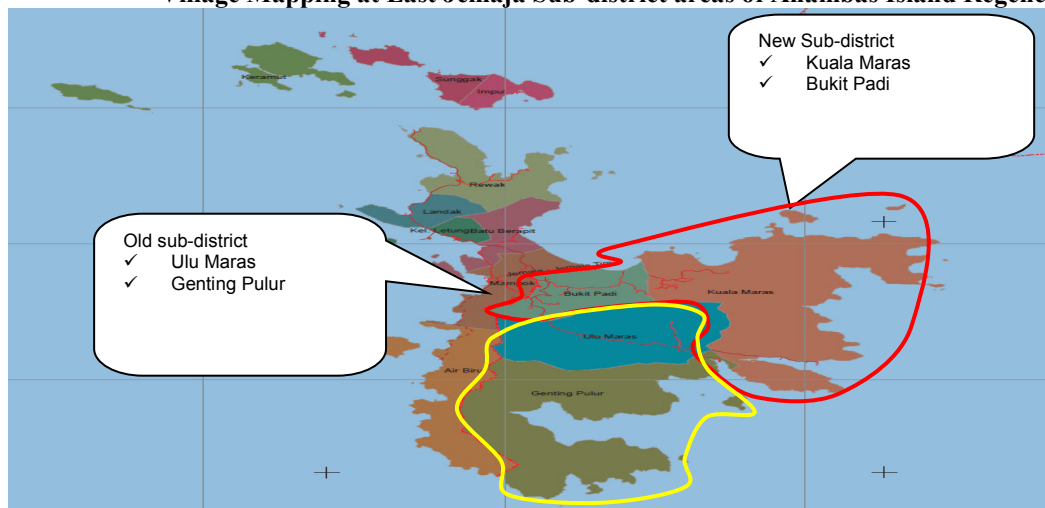 Village Mapping at East Jemaja Sub-district areas of Anambas Island Regenc
New Sub-district
✓ Kuala Maras
✓ Bukit Padi
Keramut
Sunggak
Impul
Rewak
Landak
Kel. Letung
Batu Berapit
Old sub-district
✓ Ulu Maras
✓ Genting Pulur
Mampok
Bukit Padi
Kuala Maras
Ulu Maras
Air Biru
Genting Pulur